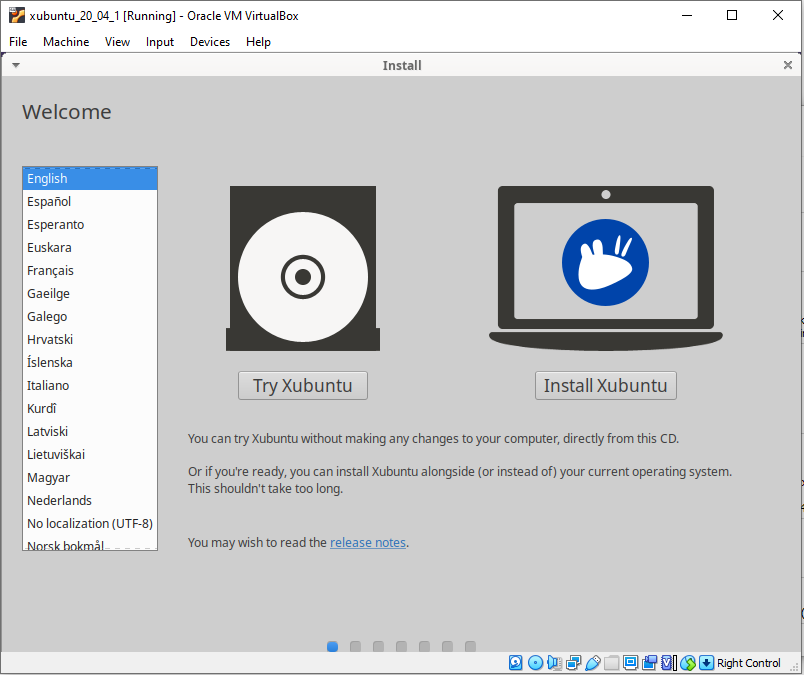 xubuntu_20_04_1 [Running] - Oracle VM VirtualBox
File Machine View Input Devices Help
Install
Welcome
English
Español
Esperanto
Euskara
Français
Gaeilge
Galego
Hrvatski
Íslenska
Italiano
Kurdî
Latviski
Lietuviškai
Magyar
Nederlands
No localization (UTF-8)
Norsk bokmål
Try Xubuntu
Install Xubuntu
You can try Xubuntu without making any changes to your computer, directly from this CD.
Or if you're ready, you can install Xubuntu alongside (or instead of) your current operating system.
This shouldn't take too long.
You may wish to read the release notes.
Right Control